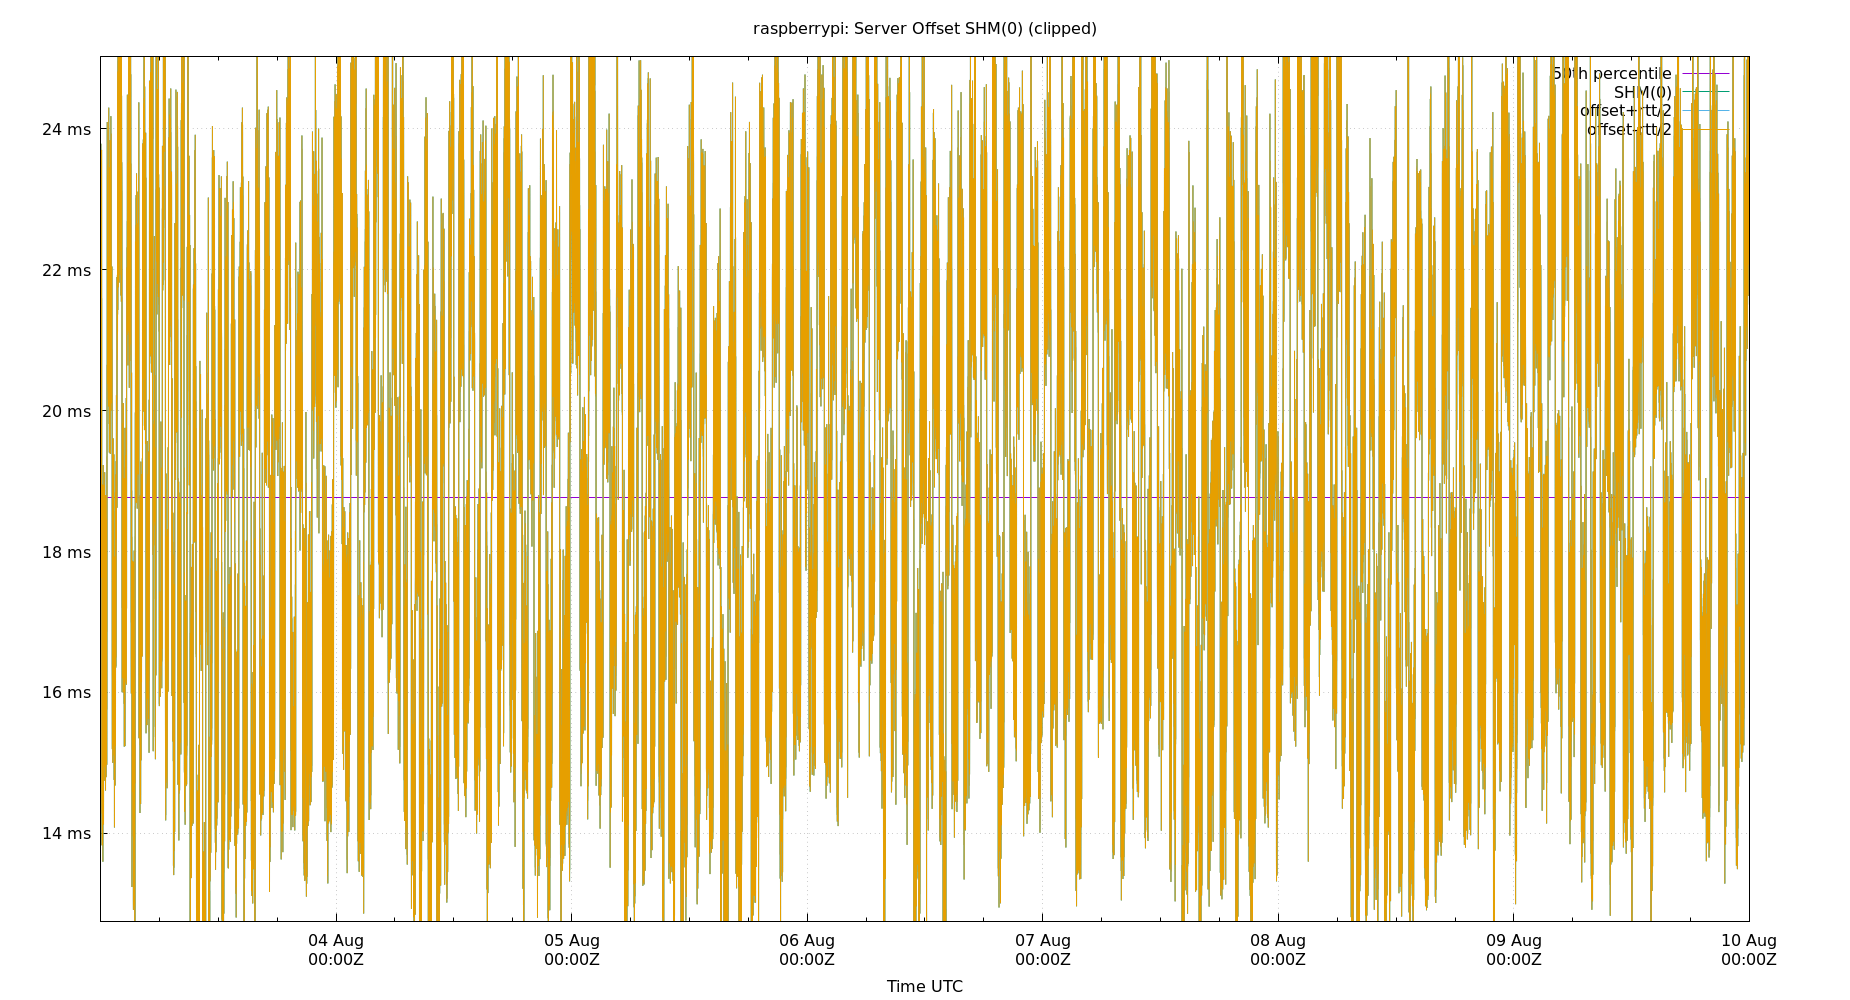 raspberrypi: Server Offset SHM(0) (clipped)
50th percentile
SHM(0)
offset+rtt/2
offset-rtt/2
24 ms
22 ms
20 ms
18 ms
16 ms
14 ms
04 Aug
00:00Z
05 Aug
00:00Z
06 Aug
00:00Z
07 Aug
00:00Z
08 Aug
00:00Z
09 Aug
00:00Z
10 Aug
00:00Z
Time UTC